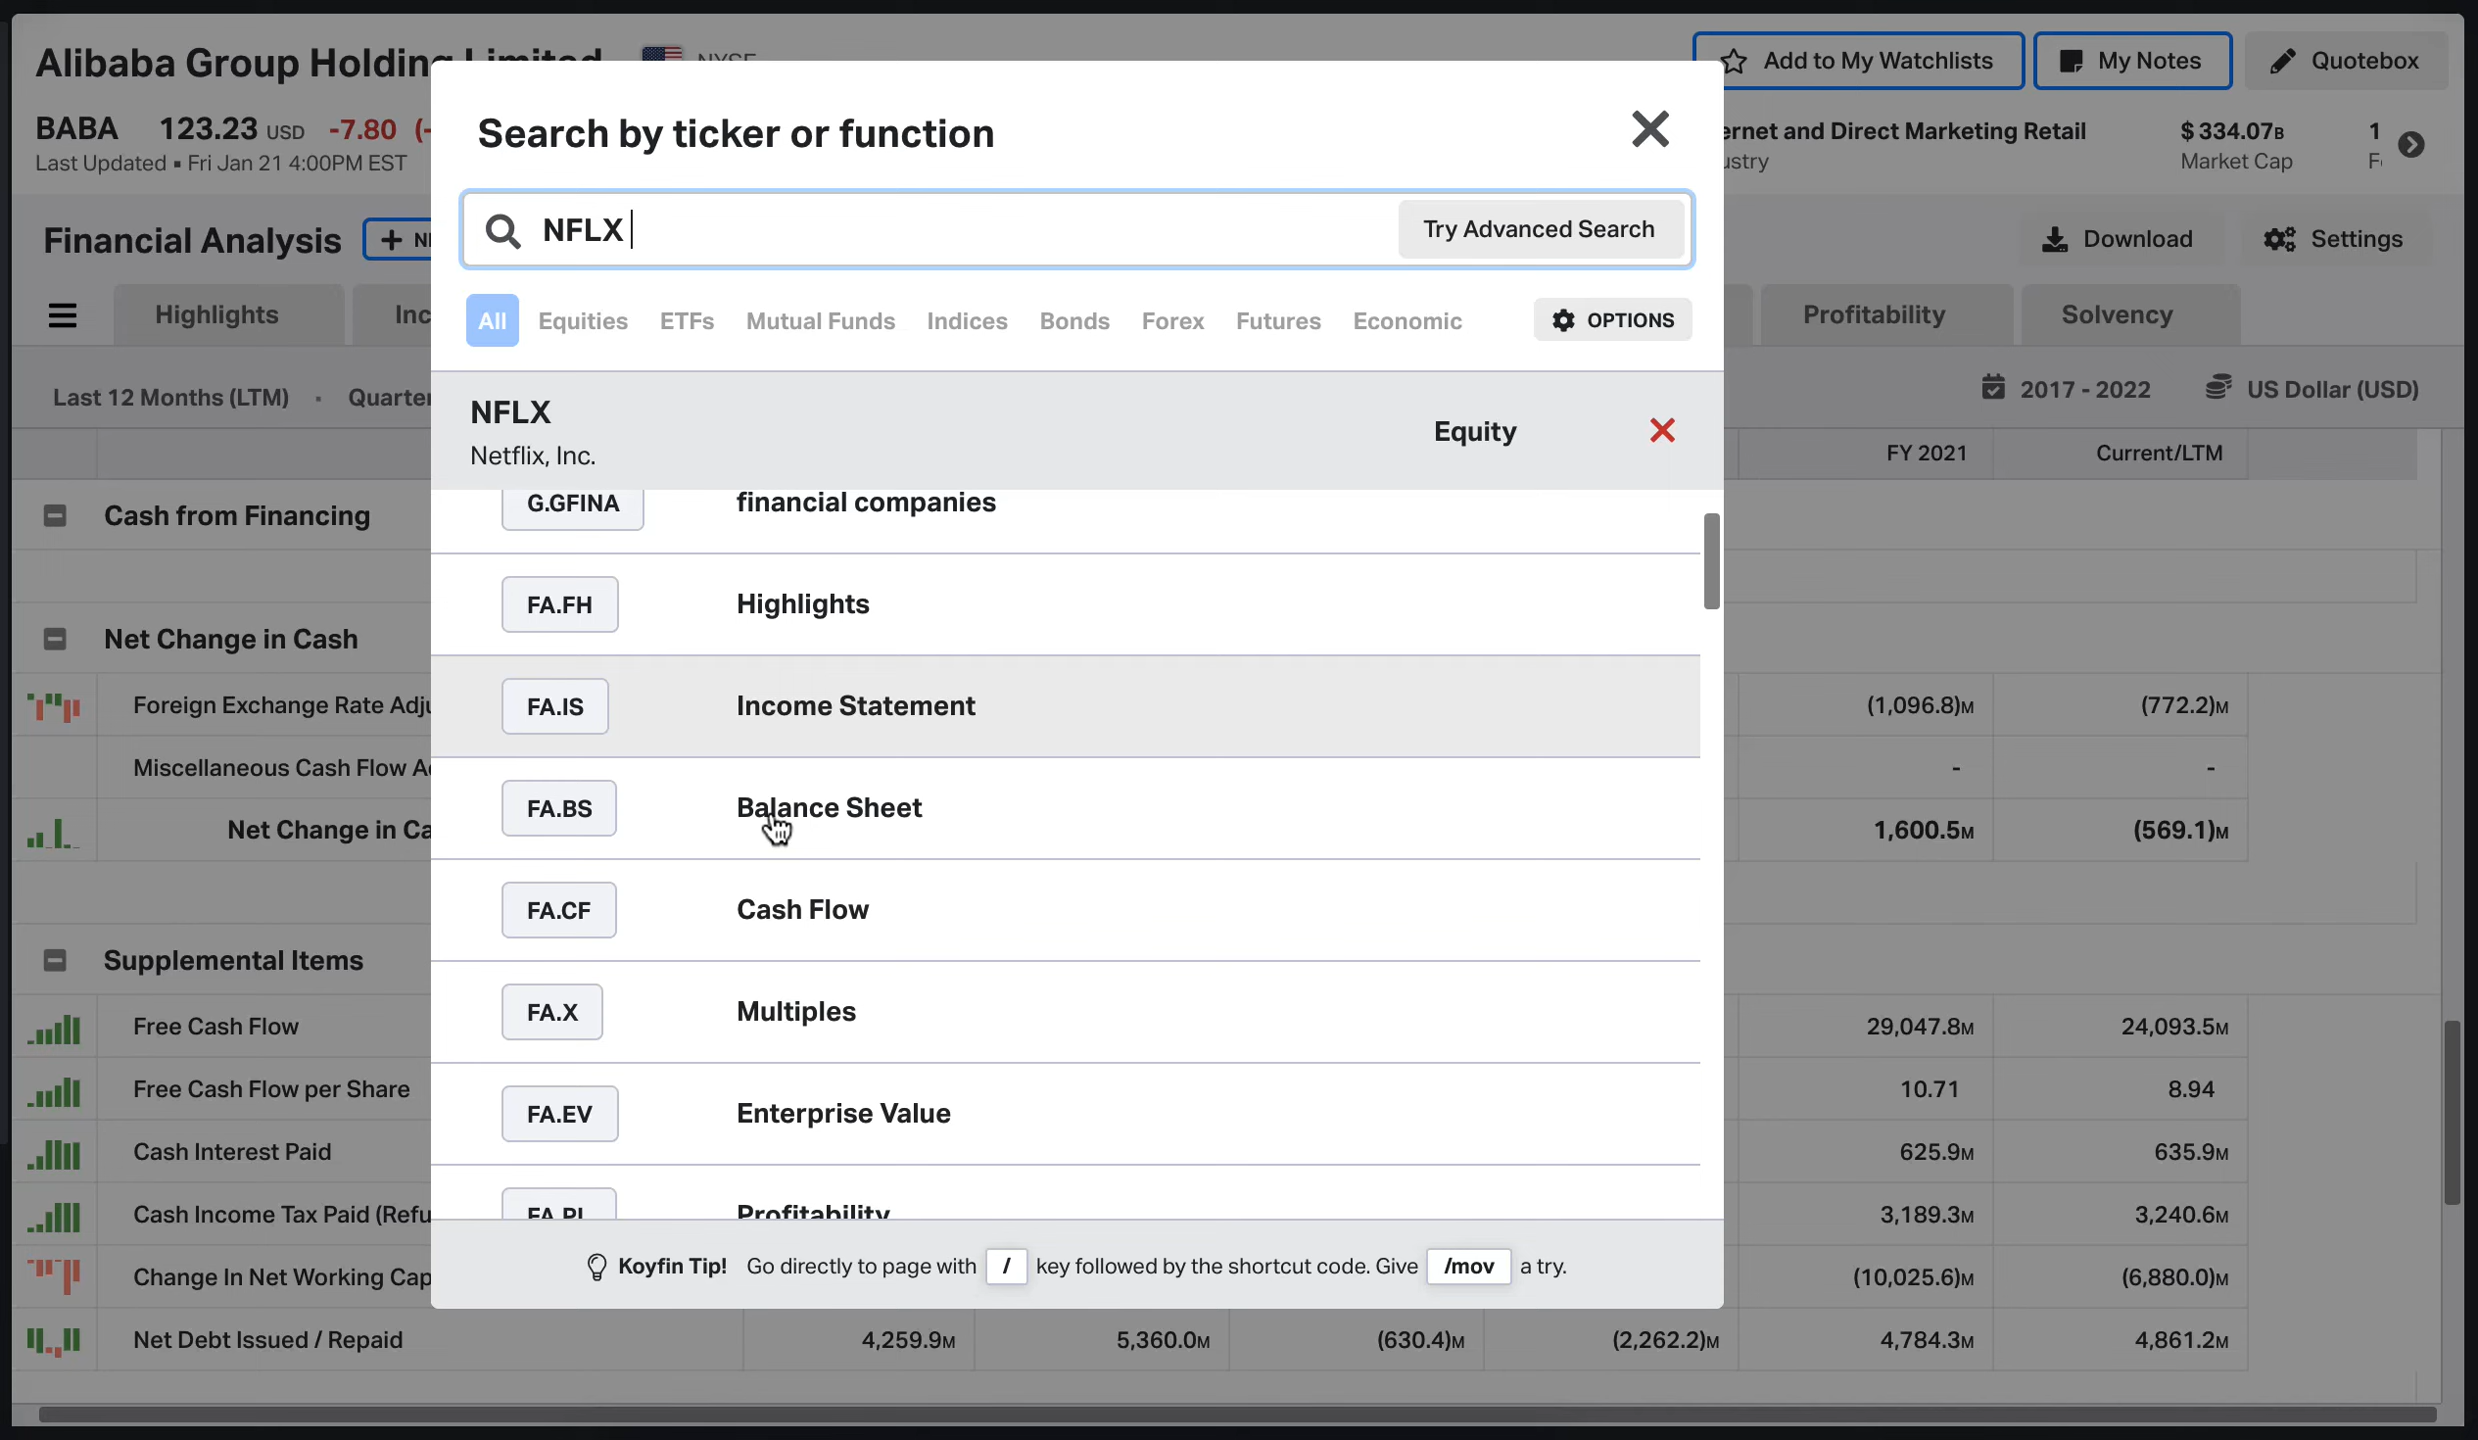 Alibaba Group Holding Limited NYSE
Add to My Watchlists
My Notes
Quotebox
BABA 123.23 USD -7.80 (-
Last Updated ▪ Fri Jan 21 4:00PM EST
ernet and Direct Marketing Retail
ustry
$ 334.07B
Market Cap
1
F
Financial Analysis
+ N
Download
Settings
Highlights
Inc
Profitability
Solvency
Last 12 Months (LTM) · Quarter
2017 - 2022
US Dollar (USD)
FY 2021
Current/LTM
Search by ticker or function
NFLX
Try Advanced Search
All Equities ETFs Mutual Funds Indices Bonds Forex Futures Economic
OPTIONS
NFLX
Netflix, Inc.
Equity
G.GFINA financial companies
FA.FH Highlights
FA.IS Income Statement
FA.BS Balance Sheet
FA.CF Cash Flow
FA.X Multiples
FA.EV Enterprise Value
FA.PL Profitability
Koyfin Tip! Go directly to page with / key followed by the shortcut code. Give /mov a try.
Cash from Financing
Net Change in Cash
Foreign Exchange Rate Adju (1,096.8)M (772.2)M
Miscellaneous Cash Flow A - -
Net Change in Ca 1,600.5M (569.1)M
Supplemental Items
Free Cash Flow 29,047.8M 24,093.5M
Free Cash Flow per Share 10.71 8.94
Cash Interest Paid 625.9M 635.9M
Cash Income Tax Paid (Refu 3,189.3M 3,240.6M
Change In Net Working Cap (10,025.6)M (6,880.0)M
Net Debt Issued / Repaid 4,259.9M 5,360.0M (630.4)M (2,262.2)M 4,784.3M 4,861.2M